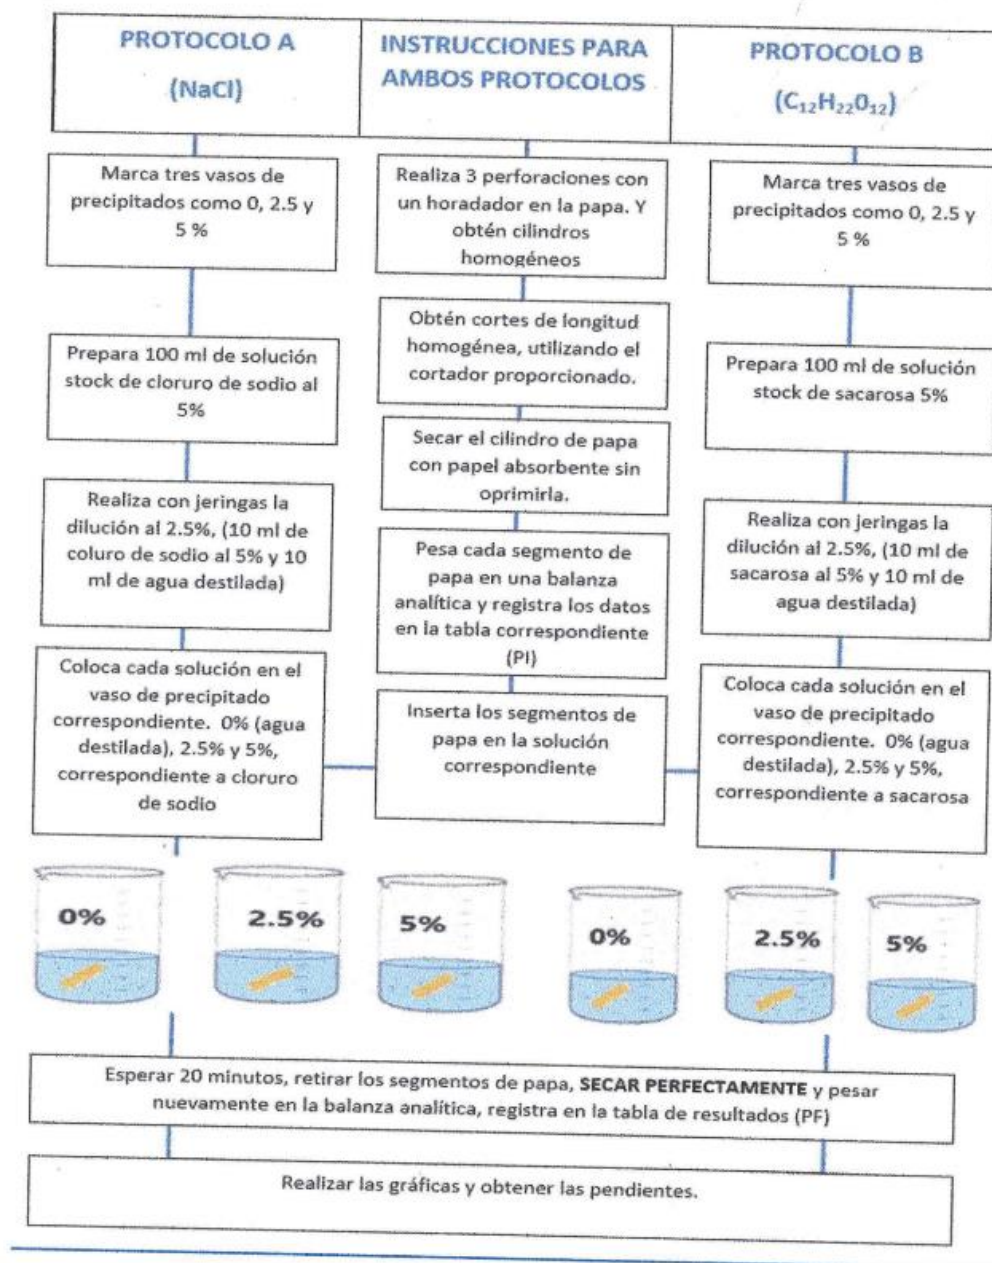 PROTOCOLO A
(NaCl)
INSTRUCCIONES PARA
AMBOS PROTOCOLOS
PROTOCOLO B
(C₁₂H₂₂0₁₂)
Marca tres vasos de
precipitados como 0, 2.5 y
5 %
Prepara 100 ml de solución
stock de cloruro de sodio al
5%
Realiza con jeringas la
dilución al 2.5%, (10 ml de
coluro de sodio al 5% y 10
ml de agua destilada)
Coloca cada solución en el
vaso de precipitado
correspondiente. 0% (agua
destilada), 2.5% y 5%,
correspondiente a cloruro
de sodio
Realiza 3 perforaciones con
un horadador en la papa. Y
obtén cilindros
homogéneos
Obtén cortes de longitud
homogénea, utilizando el
cortador proporcionado.
Secar el cilindro de papa
con papel absorbente sin
oprimirla.
Pesa cada segmento de
papa en una balanza
analítica y registra los datos
en la tabla correspondiente
(PI)
Inserta los segmentos de
papa en la solución
correspondiente
Marca tres vasos de
precipitados como 0, 2.5 y
5 %
Prepara 100 ml de solución
stock de sacarosa 5%
Realiza con jeringas la
dilución al 2.5%, (10 ml de
sacarosa al 5% y 10 ml de
agua destilada)
Coloca cada solución en el
vaso de precipitado
correspondiente. 0% (agua
destilada), 2.5% y 5%,
correspondiente a sacarosa
0%
2.5%
5%
0%
2.5%
5%
Esperar 20 minutos, retirar los segmentos de papa, SECAR PERFECTAMENTE y pesar
nuevamente en la balanza analítica, registra en la tabla de resultados (PF)
Realizar las gráficas y obtener las pendientes.